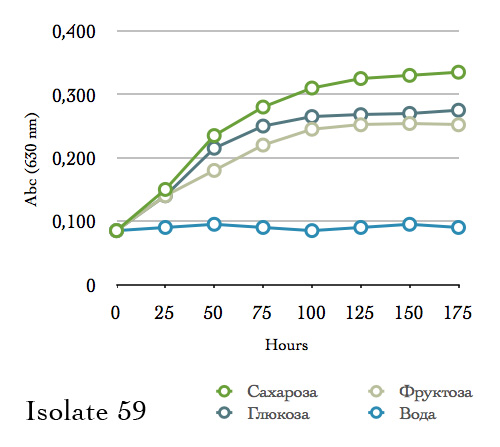 0,400
0,300
0,200
0,100
0
Abc (630 nm)
0 25 50 75 100 125 150 175
Hours
Isolate 59
Сахароза Фруктоза
Глюкоза Вода